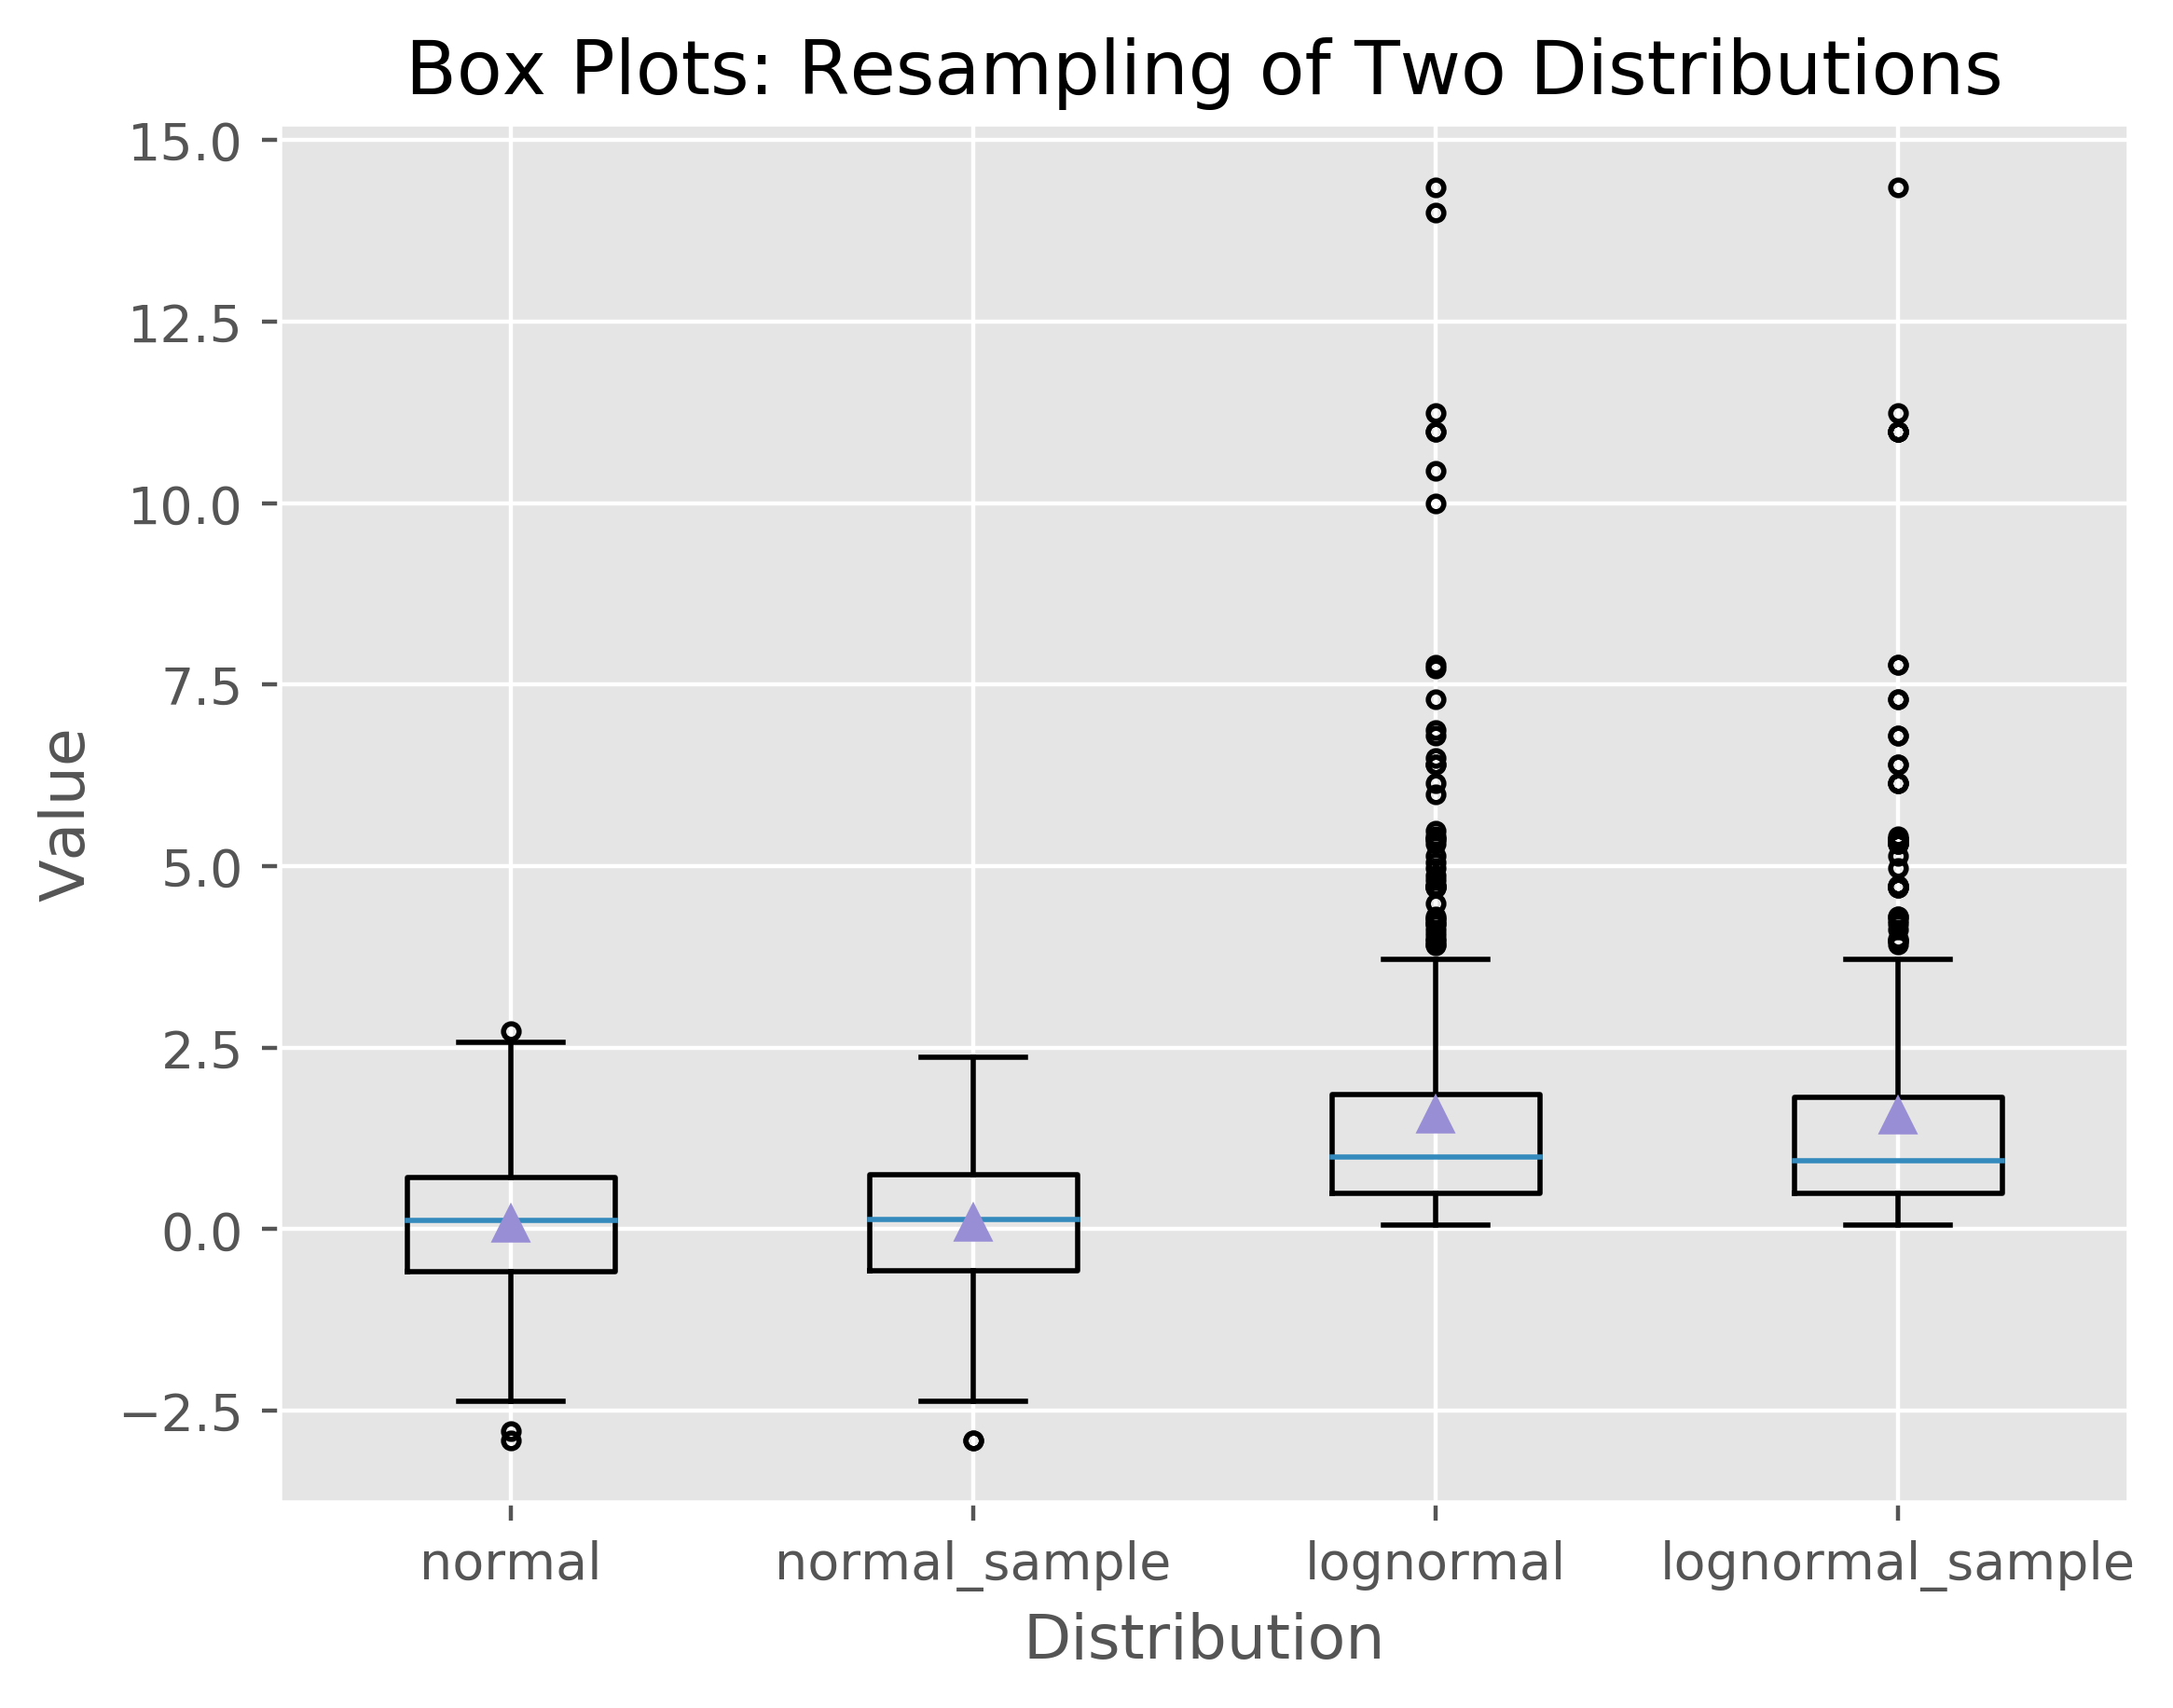 Box Plots: Resampling of Two Distributions
15.0
12.5
10.0
7.5
5.0
2.5
0.0
−2.5
Value
normal normal_sample lognormal lognormal_sample
Distribution